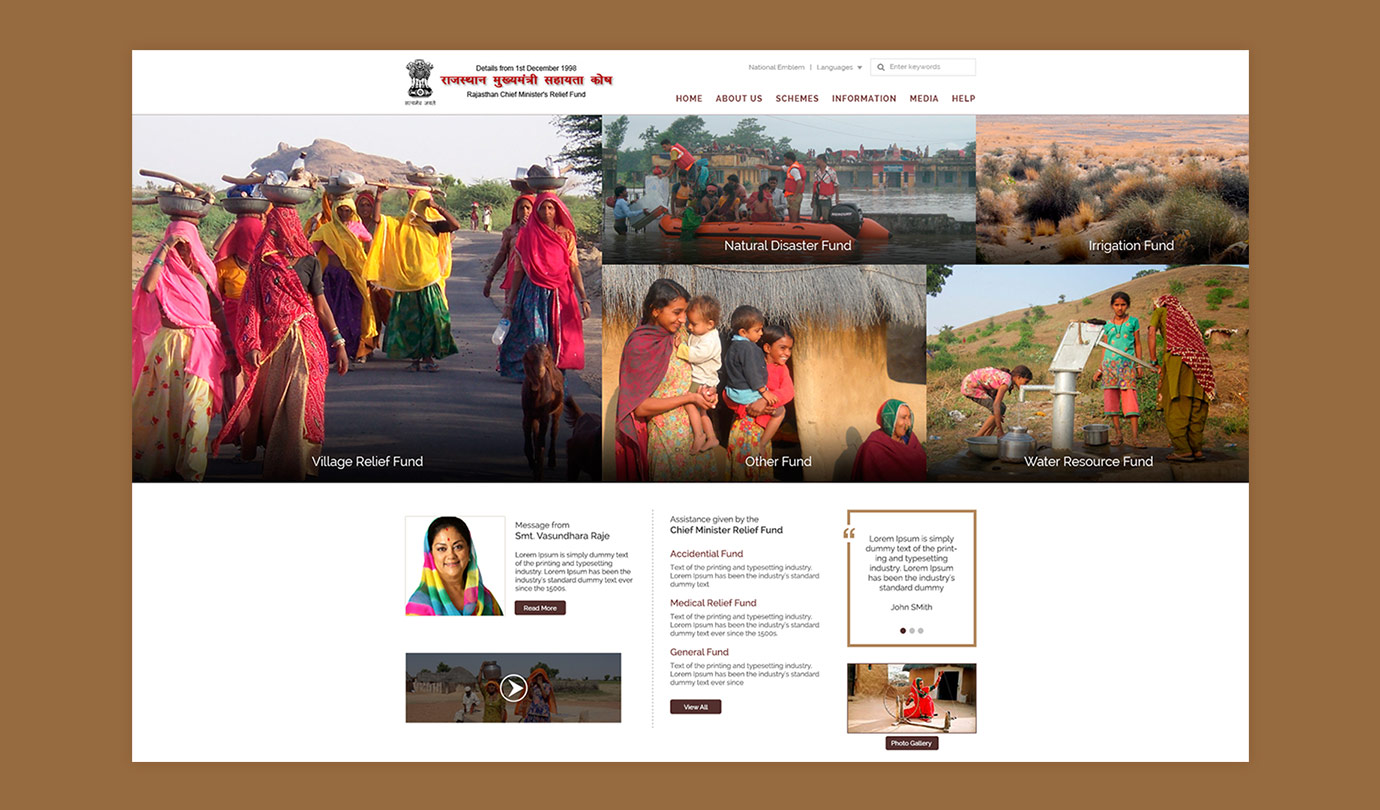 Details from 1st December 1998
राजस्थान मुख्यमंत्री सहायता कोष
Rajasthan Chief Minister's Relief Fund
सत्यमेव जयते
National Emblem | Languages
Enter keywords
HOME ABOUT US SCHEMES INFORMATION MEDIA HELP
Natural Disaster Fund
Irrigation Fund
Village Relief Fund
Other Fund
Water Resource Fund
Message from
Smt. Vasundhara Raje
Lorem Ipsum is simply dummy text
of the printing and typesetting
industry. Lorem Ipsum has been the
industry's standard dummy text ever
since the 1500s.
Read More
Assistance given by the
Chief Minister Relief Fund
Accidential Fund
Text of the printing and typesetting industry.
Lorem Ipsum has been the industry's standard
dummy text
Medical Relief Fund
Text of the printing and typesetting industry.
Lorem Ipsum has been the industry's standard
dummy text ever since the 1500s.
General Fund
Text of the printing and typesetting industry.
Lorem Ipsum has been the industry's standard
dummy text ever since
View All
“
Lorem Ipsum is simply
dummy text of the print-
ing and typesetting
industry. Lorem Ipsum
has been the industry's
standard dummy
John SMith
Photo Gallery